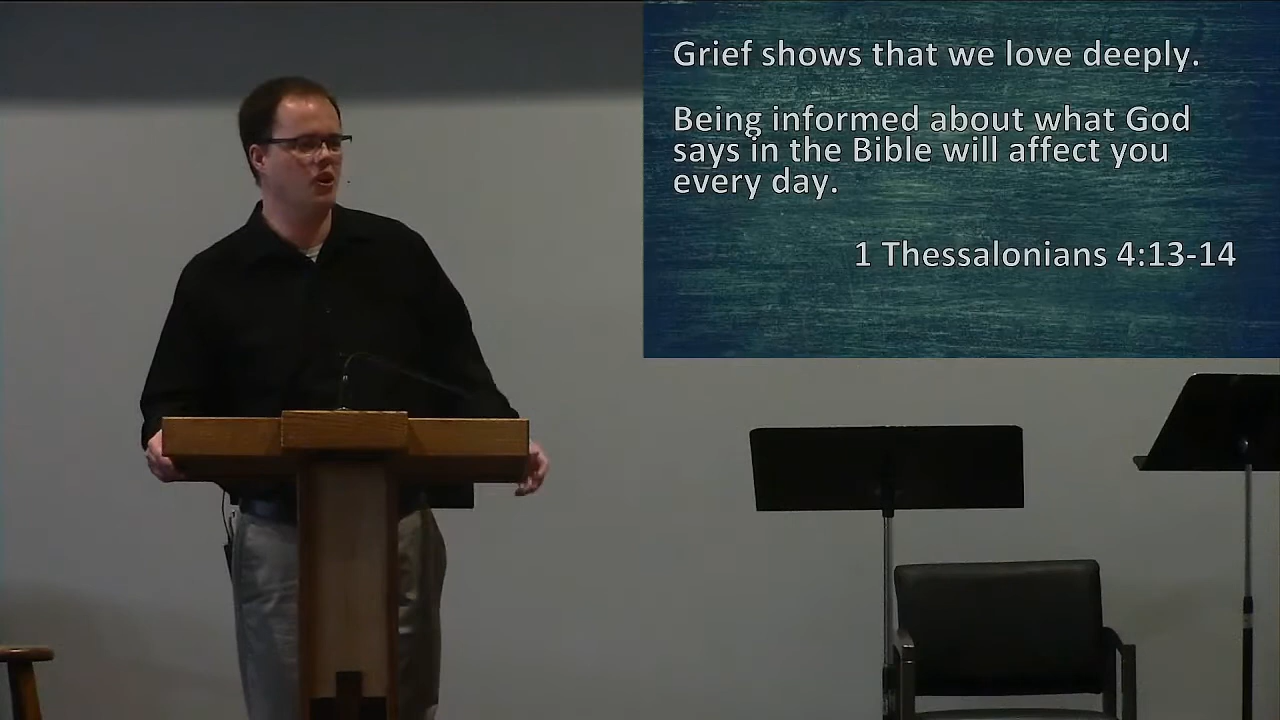 Grief shows that we love deeply.
Being informed about what God
says in the Bible will affect you
every day.
1 Thessalonians 4:13-14